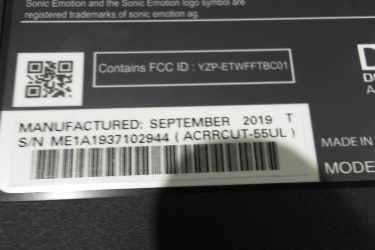 Sonic Emotion and the Sonic Emotion logo symbol are
registered trademarks of sonic emotion ag.
Contains FCC ID : YZP-ETWFFTBC01
MANUFACTURED: SEPTEMBER 2019 T
S/N ME1A1937102944 ( ACRRCUT-55UL )
MADE IN
MODE